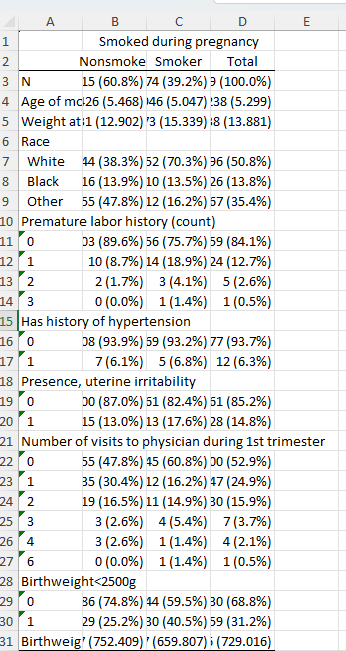 A B C D E
1 Smoked during pregnancy
2 Nonsmoke Smoker Total
3 N 15 (60.8%) 74 (39.2%) 9 (100.0%)
4 Age of mo 26 (5.468) 46 (5.047) 238 (5.299)
5 Weight at (12.902) 3 (15.339) 8 (13.881)
6 Race
7 White 44 (38.3%) 52 (70.3%) 96 (50.8%)
8 Black 16 (13.9%) 10 (13.5%) 26 (13.8%)
9 Other 55 (47.8%) 12 (16.2%) 67 (35.4%)
10 Premature labor history (count)
11 0 03 (89.6%) 56 (75.7%) 59 (84.1%)
12 1 10 (8.7%) 14 (18.9%) 24 (12.7%)
13 2 2 (1.7%) 3 (4.1%) 5 (2.6%)
14 3 0 (0.0%) 1 (1.4%) 1 (0.5%)
15 Has history of hypertension
16 0 08 (93.9%) 69 (93.2%) 77 (93.7%)
17 1 7 (6.1%) 5 (6.8%) 12 (6.3%)
18 Presence, uterine irritability
19 0 00 (87.0%) 61 (82.4%) 61 (85.2%)
20 1 15 (13.0%) 13 (17.6%) 28 (14.8%)
21 Number of visits to physician during 1st trimester
22 0 55 (47.8%) 45 (60.8%) 00 (52.9%)
23 1 35 (30.4%) 12 (16.2%) 47 (24.9%)
24 2 19 (16.5%) 11 (14.9%) 30 (15.9%)
25 3 3 (2.6%) 4 (5.4%) 7 (3.7%)
26 4 3 (2.6%) 1 (1.4%) 4 (2.1%)
27 6 0 (0.0%) 1 (1.4%) 1 (0.5%)
28 Birthweight<2500g
29 0 86 (74.8%) 44 (59.5%) 30 (68.8%)
30 1 29 (25.2%) 30 (40.5%) 59 (31.2%)
31 Birthweig (752.409) (659.807) (729.016)